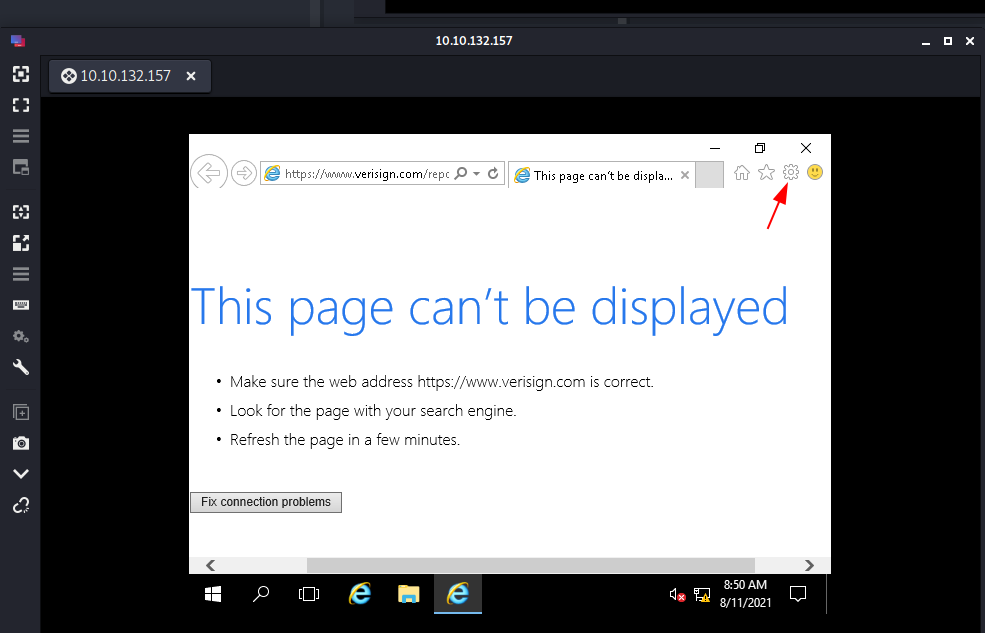 10.10.132.157
10.10.132.157
https://www.verisign.com/repo
This page can't be displa...
This page can't be displayed
• Make sure the web address https://www.verisign.com is correct.
• Look for the page with your search engine.
• Refresh the page in a few minutes.
Fix connection problems
8:50 AM
8/11/2021